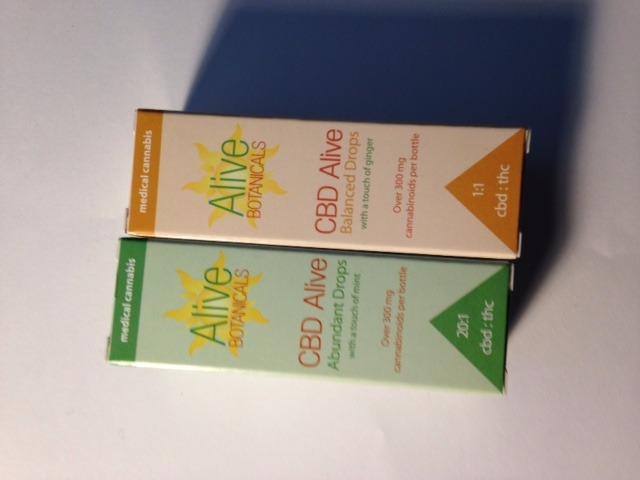 medical cannabis
Alive
BOTANICALS
CBD Alive
Balanced Drops
with a touch of ginger
Over 300 mg
cannabinoids per bottle
1:1
cbd : thc
medical cannabis
Alive
BOTANICALS
CBD Alive
Abundant Drops
with a touch of mint
Over 300 mg
cannabinoids per bottle
20:1
cbd : thc